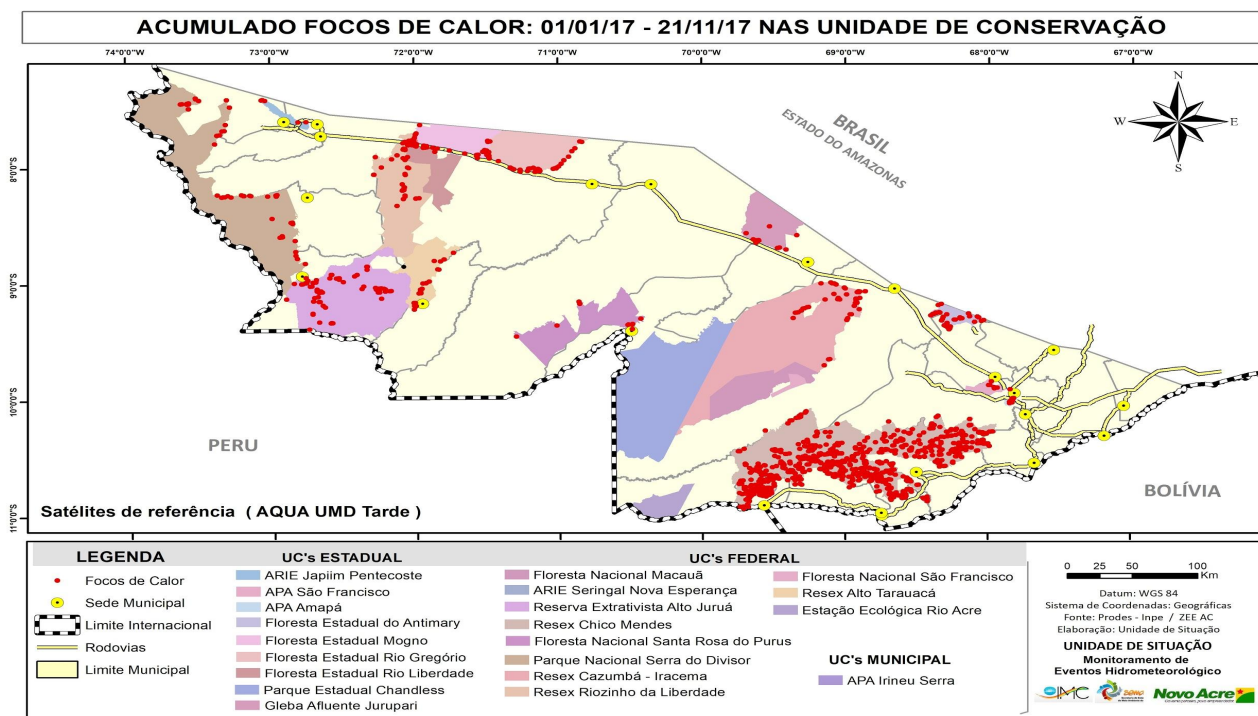 ACUMULADO FOCOS DE CALOR: 01/01/17 - 21/11/17 NAS UNIDADE DE CONSERVAÇÃO
74°0'0"W
73°0'0"W
72°0'0"W
71°0'0"W
70°0'0"W
69°0'0"W
68°0'0"W
67°0'0"W
8°0'0"S
9°0'0"S
10°0'0"S
11°0'0"S
N
W
E
S
BRASIL
ESTADO DO AMAZONAS
PERU
BOLÍVIA
Satélites de referência ( AQUA UMD Tarde )
LEGENDA
Focos de Calor
Sede Municipal
Limite Internacional
Rodovias
Limite Municipal
UC's ESTADUAL
ARIE Japiim Pentecoste
APA São Francisco
APA Amapá
Floresta Estadual do Antimary
Floresta Estadual Mogno
Floresta Estadual Rio Gregório
Floresta Estadual Rio Liberdade
Parque Estadual Chandless
Gleba Afluente Jurupari
UC's FEDERAL
Floresta Nacional Macauã
ARIE Seringal Nova Esperança
Reserva Extrativista Alto Juruá
Resex Chico Mendes
Floresta Nacional Santa Rosa do Purus
Parque Nacional Serra do Divisor
Resex Cazumbá - Iracema
Resex Riozinho da Liberdade
Floresta Nacional São Francisco
Resex Alto Tarauacá
Estação Ecológica Rio Acre
UC's MUNICIPAL
APA Irineu Serra
0 25 50 100
Km
Datum: WGS 84
Sistema de Coordenadas: Geográficas
Fonte: Prodes - Inpe / ZEE AC
Elaboração: Unidade de Situação
UNIDADE DE SITUAÇÃO
Monitoramento de
Eventos Hidrometeorológico
IMC
Novo Acre